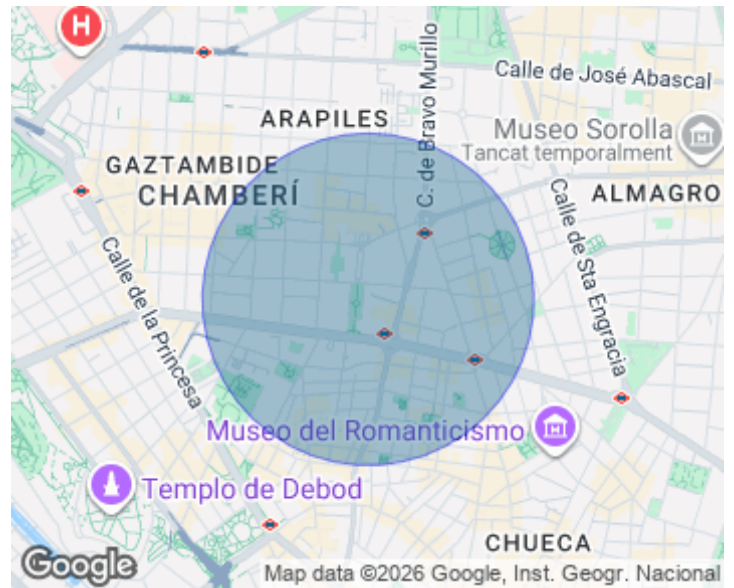 H
Calle de José Abascal
C. de Bravo Murillo
ARAPILES
Museo Sorolla
Tancat temporalment
GAZTAMBIDE
CHAMBERÍ
ALMAGRO
Calle de Sta Engracia
Calle de la Princesa
Museo del Romanticismo
Templo de Debod
CHUECA
Google
Map data ©2026 Google, Inst. Geogr. Nacional